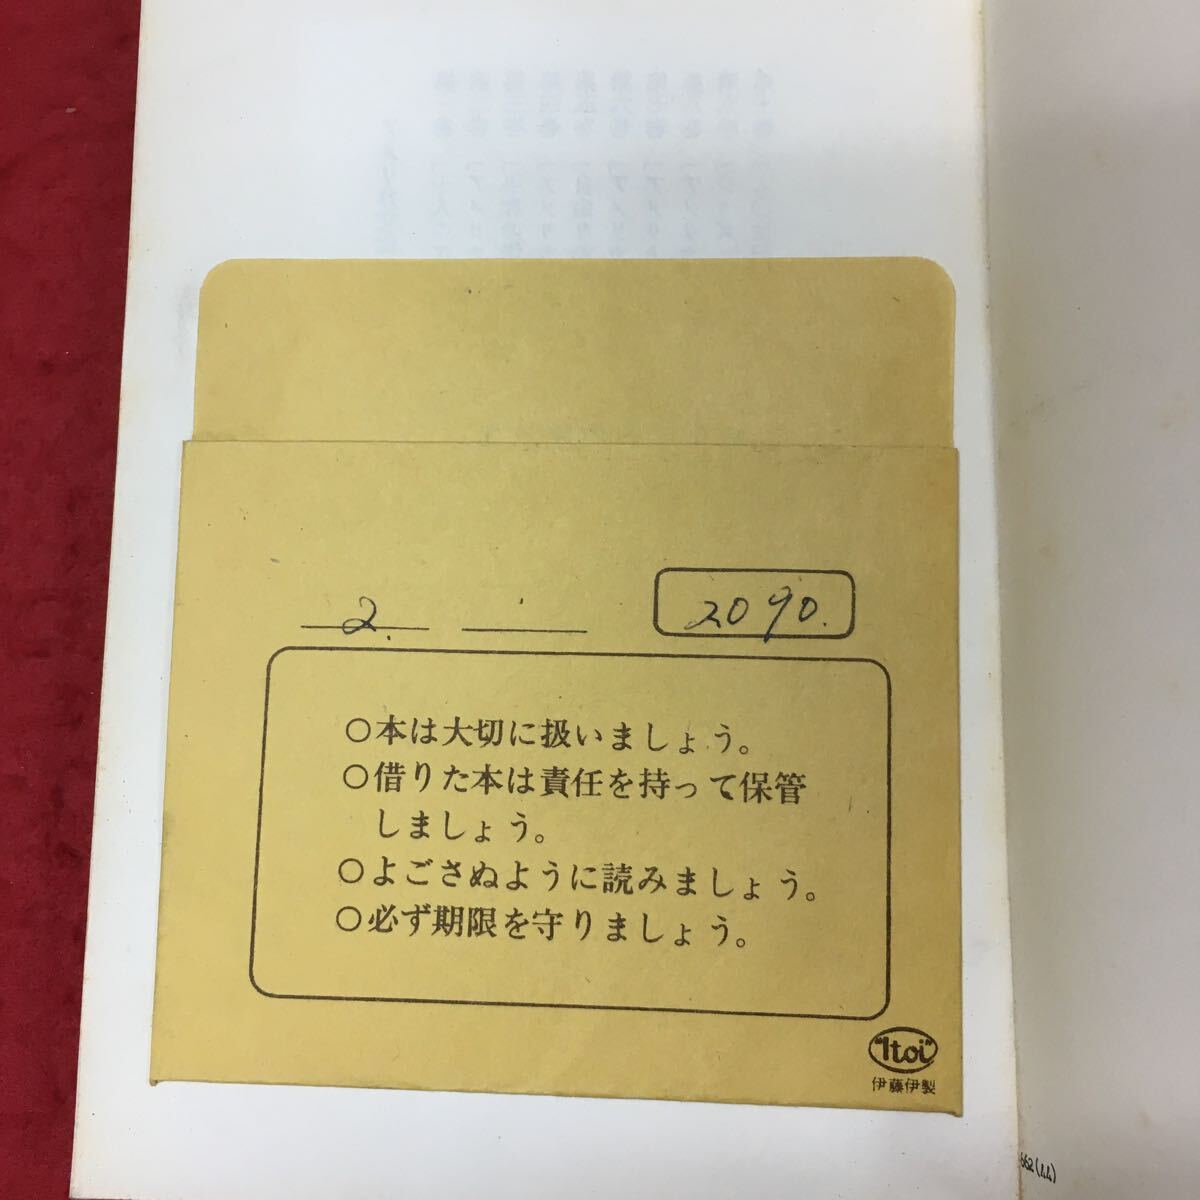 2.
2090.
○本は大切に扱いましょう。
○借りた本は責任を持って保管
しましょう。
○よごさぬように読みましょう。
○必ず期限を守りましょう。
"Itoi"
伊藤伊製
662(44)